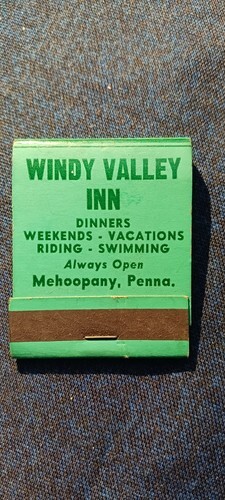 WINDY VALLEY
INN
DINNERS
WEEKENDS - VACATIONS
RIDING - SWIMMING
Always Open
Mehoopany, Penna.